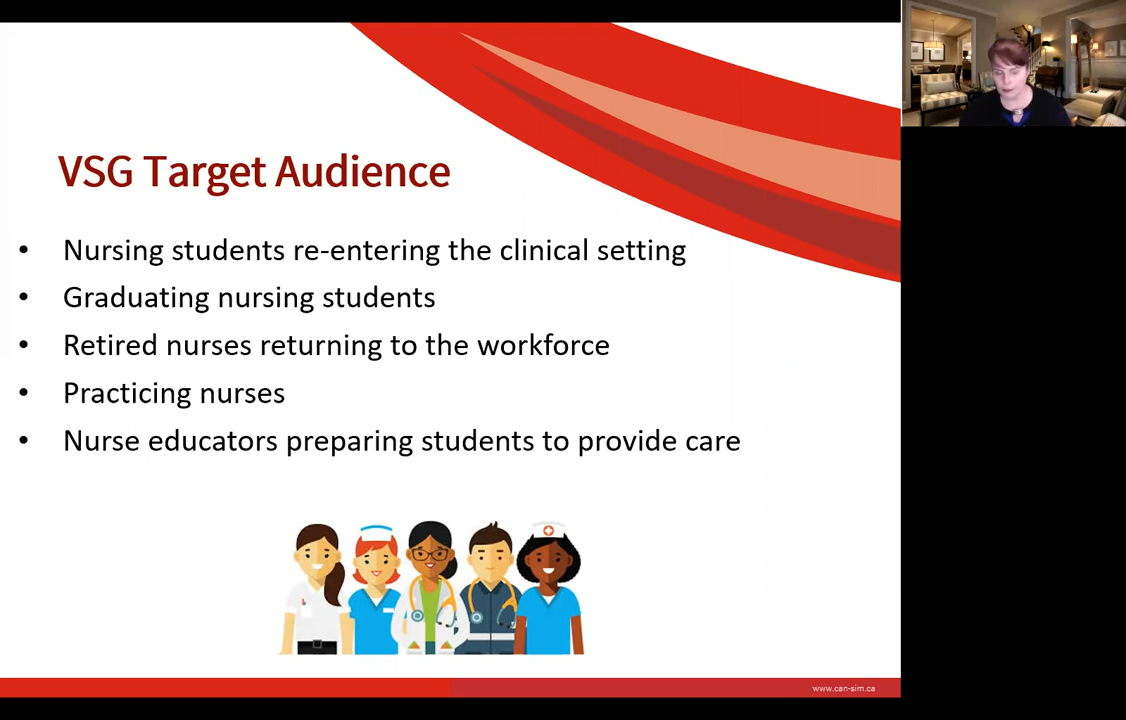 VSG Target Audience
• Nursing students re-entering the clinical setting
• Graduating nursing students
• Retired nurses returning to the workforce
• Practicing nurses
• Nurse educators preparing students to provide care
www.can-sim.ca